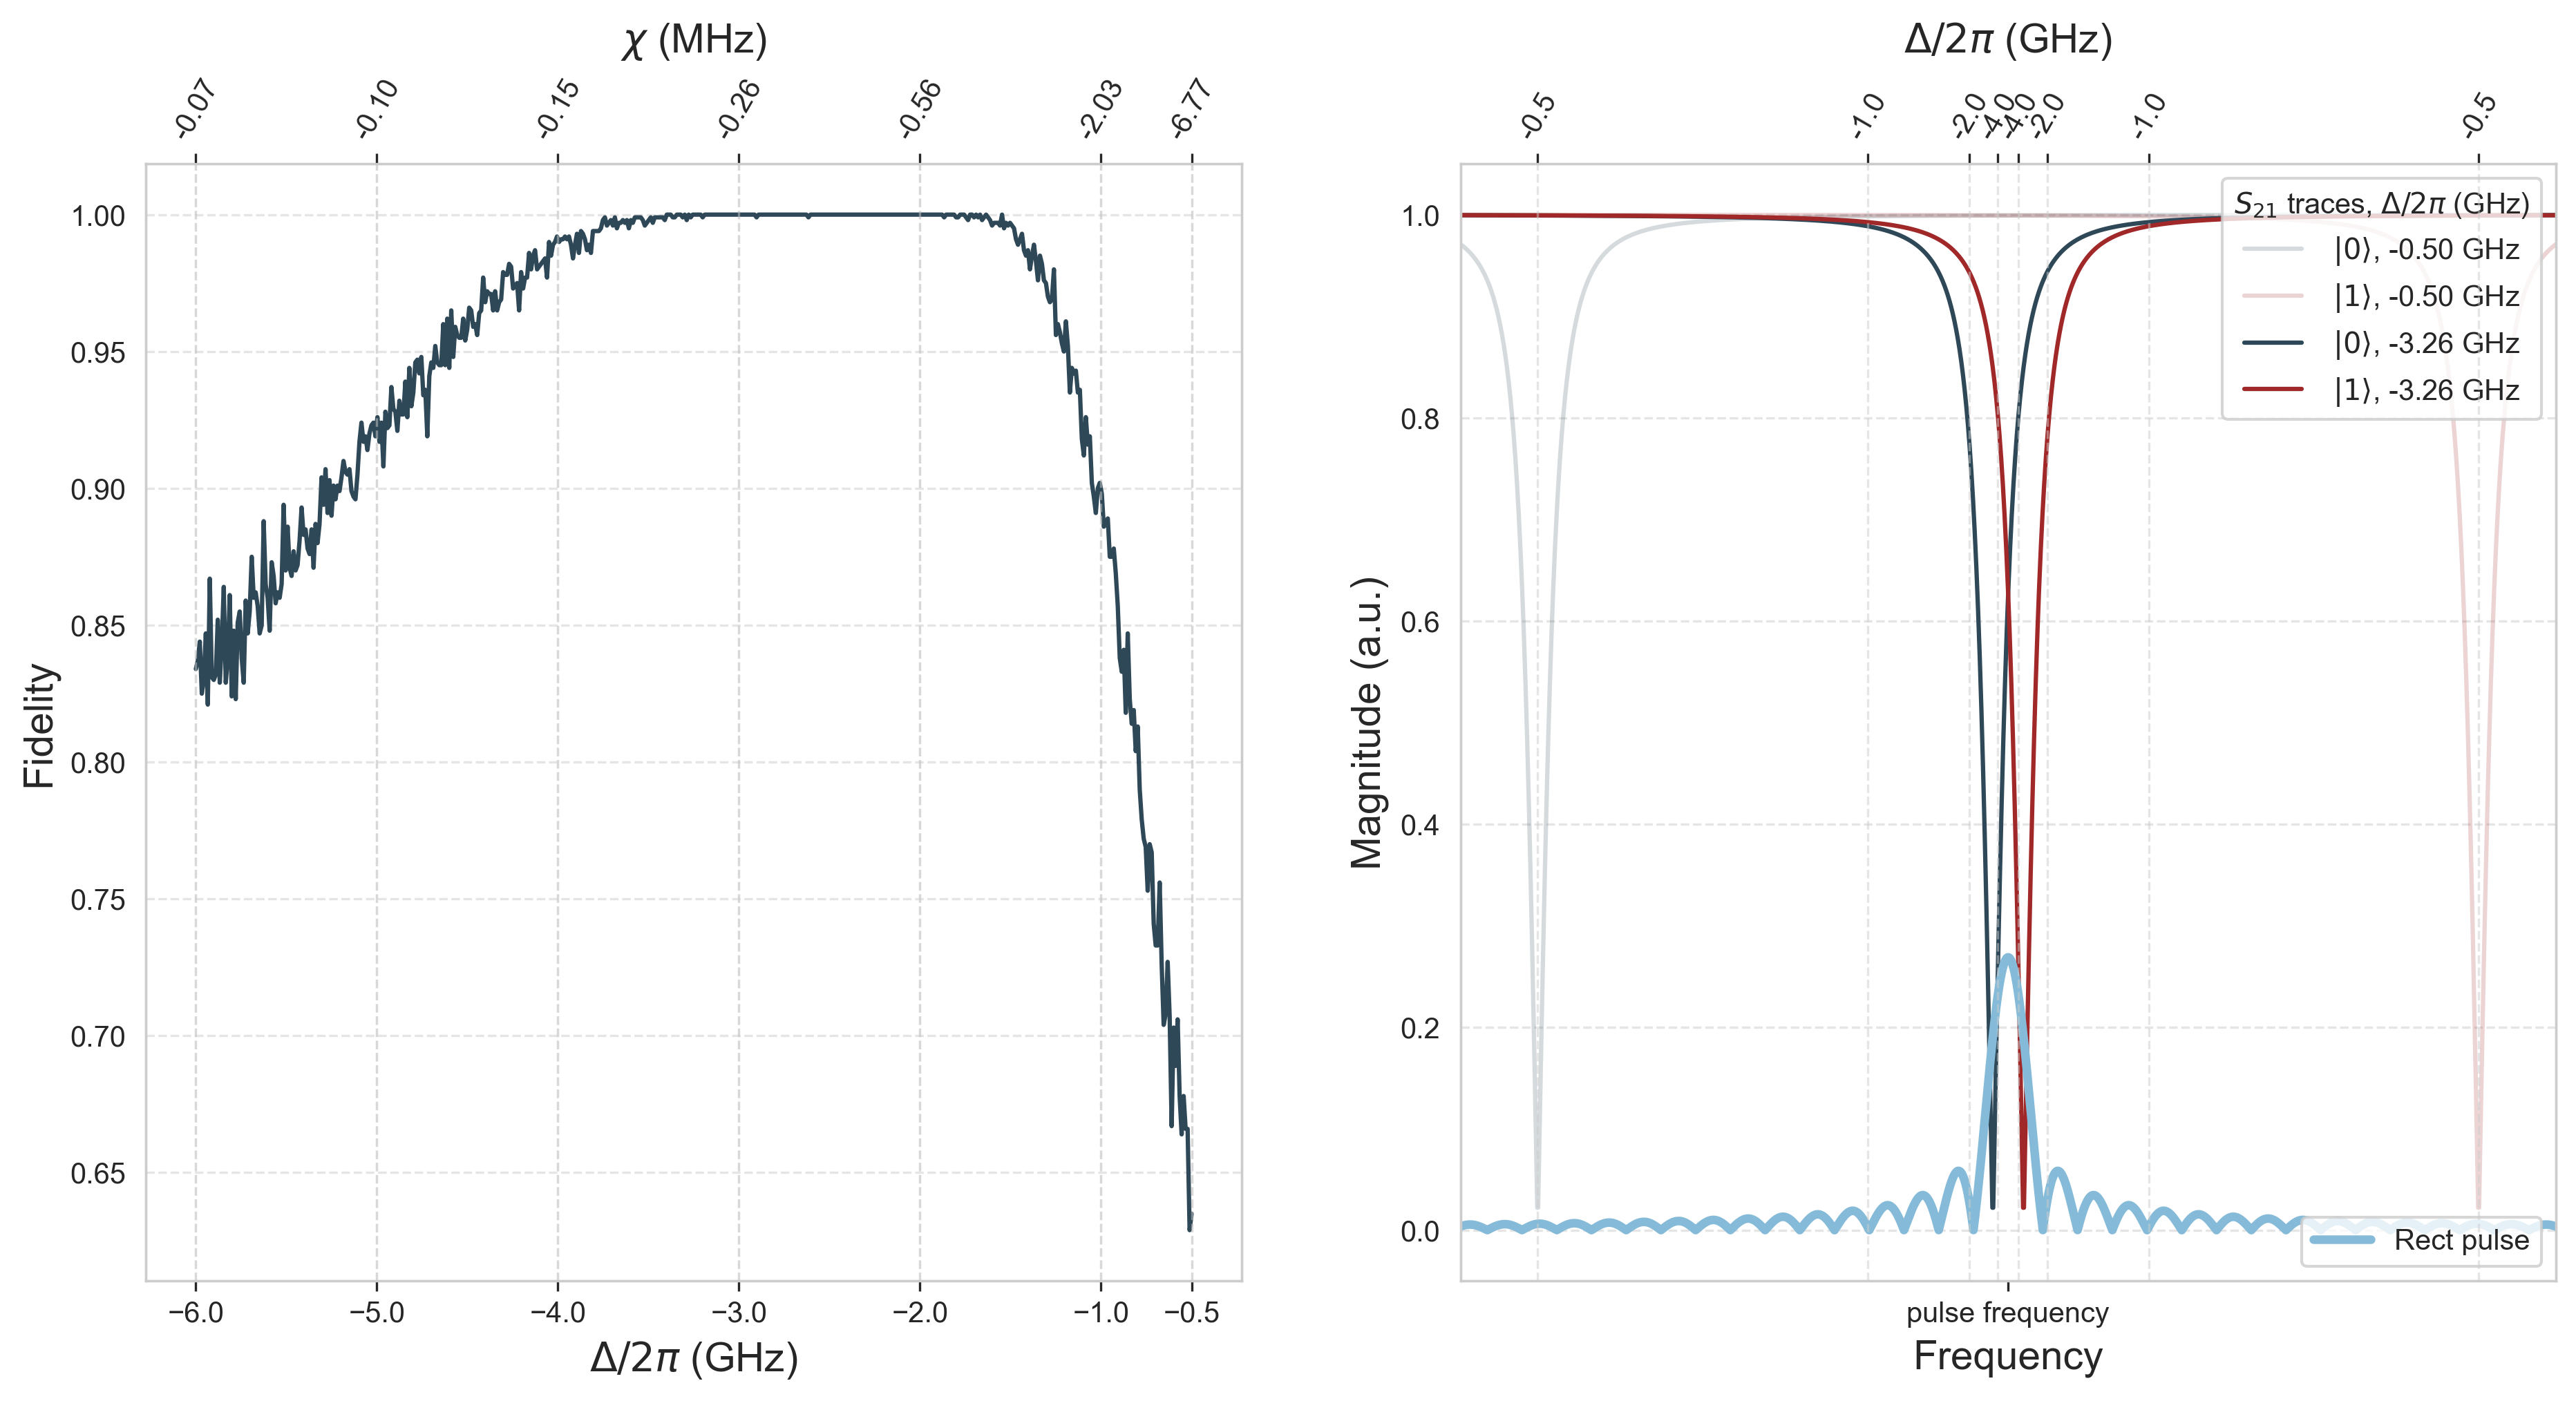 χ (MHz)
-0.07 -0.10 -0.15 -0.26 -0.56 -2.03 -6.77
1.00
0.95
0.90
0.85
0.80
0.75
0.70
0.65
Fidelity
−6.0 −5.0 −4.0 −3.0 −2.0 −1.0 −0.5
Δ/2π (GHz)
Δ/2π (GHz)
-0.5 -1.0 -2.0 -4.0 -4.0 -2.0 -1.0 -0.5
1.0
0.8
0.6
0.4
0.2
0.0
Magnitude (a.u.)
S₂₁ traces, Δ/2π (GHz)
|0⟩, -0.50 GHz
|1⟩, -0.50 GHz
|0⟩, -3.26 GHz
|1⟩, -3.26 GHz
Rect pulse
pulse frequency
Frequency